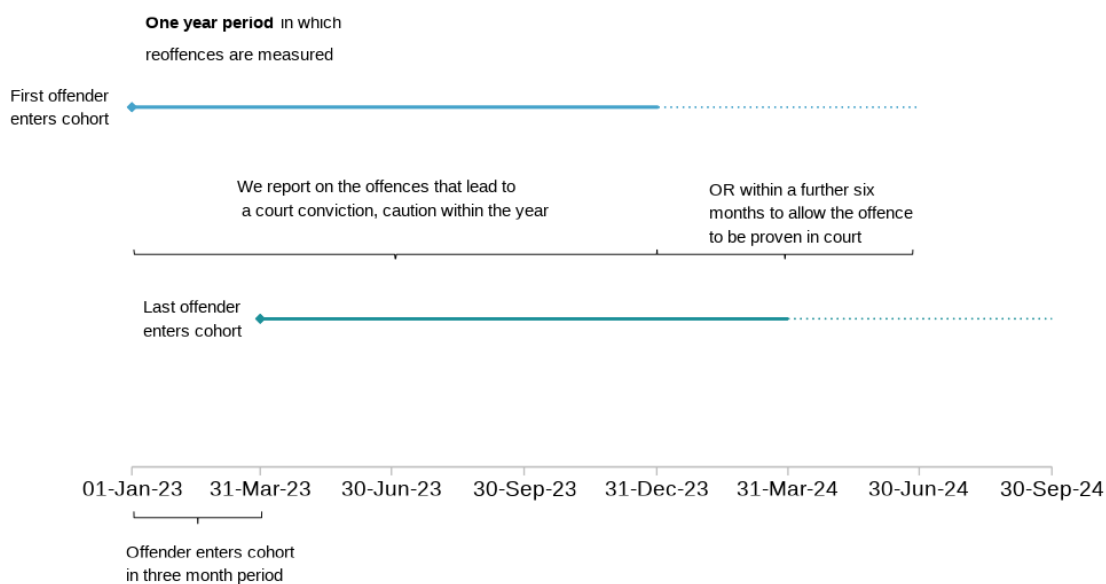 One year period in which
reoffences are measured
First offender
enters cohort
We report on the offences that lead to
a court conviction, caution within the year
OR within a further six
months to allow the offence
to be proven in court
Last offender
enters cohort
01-Jan-23 31-Mar-23 30-Jun-23 30-Sep-23 31-Dec-23 31-Mar-24 30-Jun-24 30-Sep-24
Offender enters cohort
in three month period